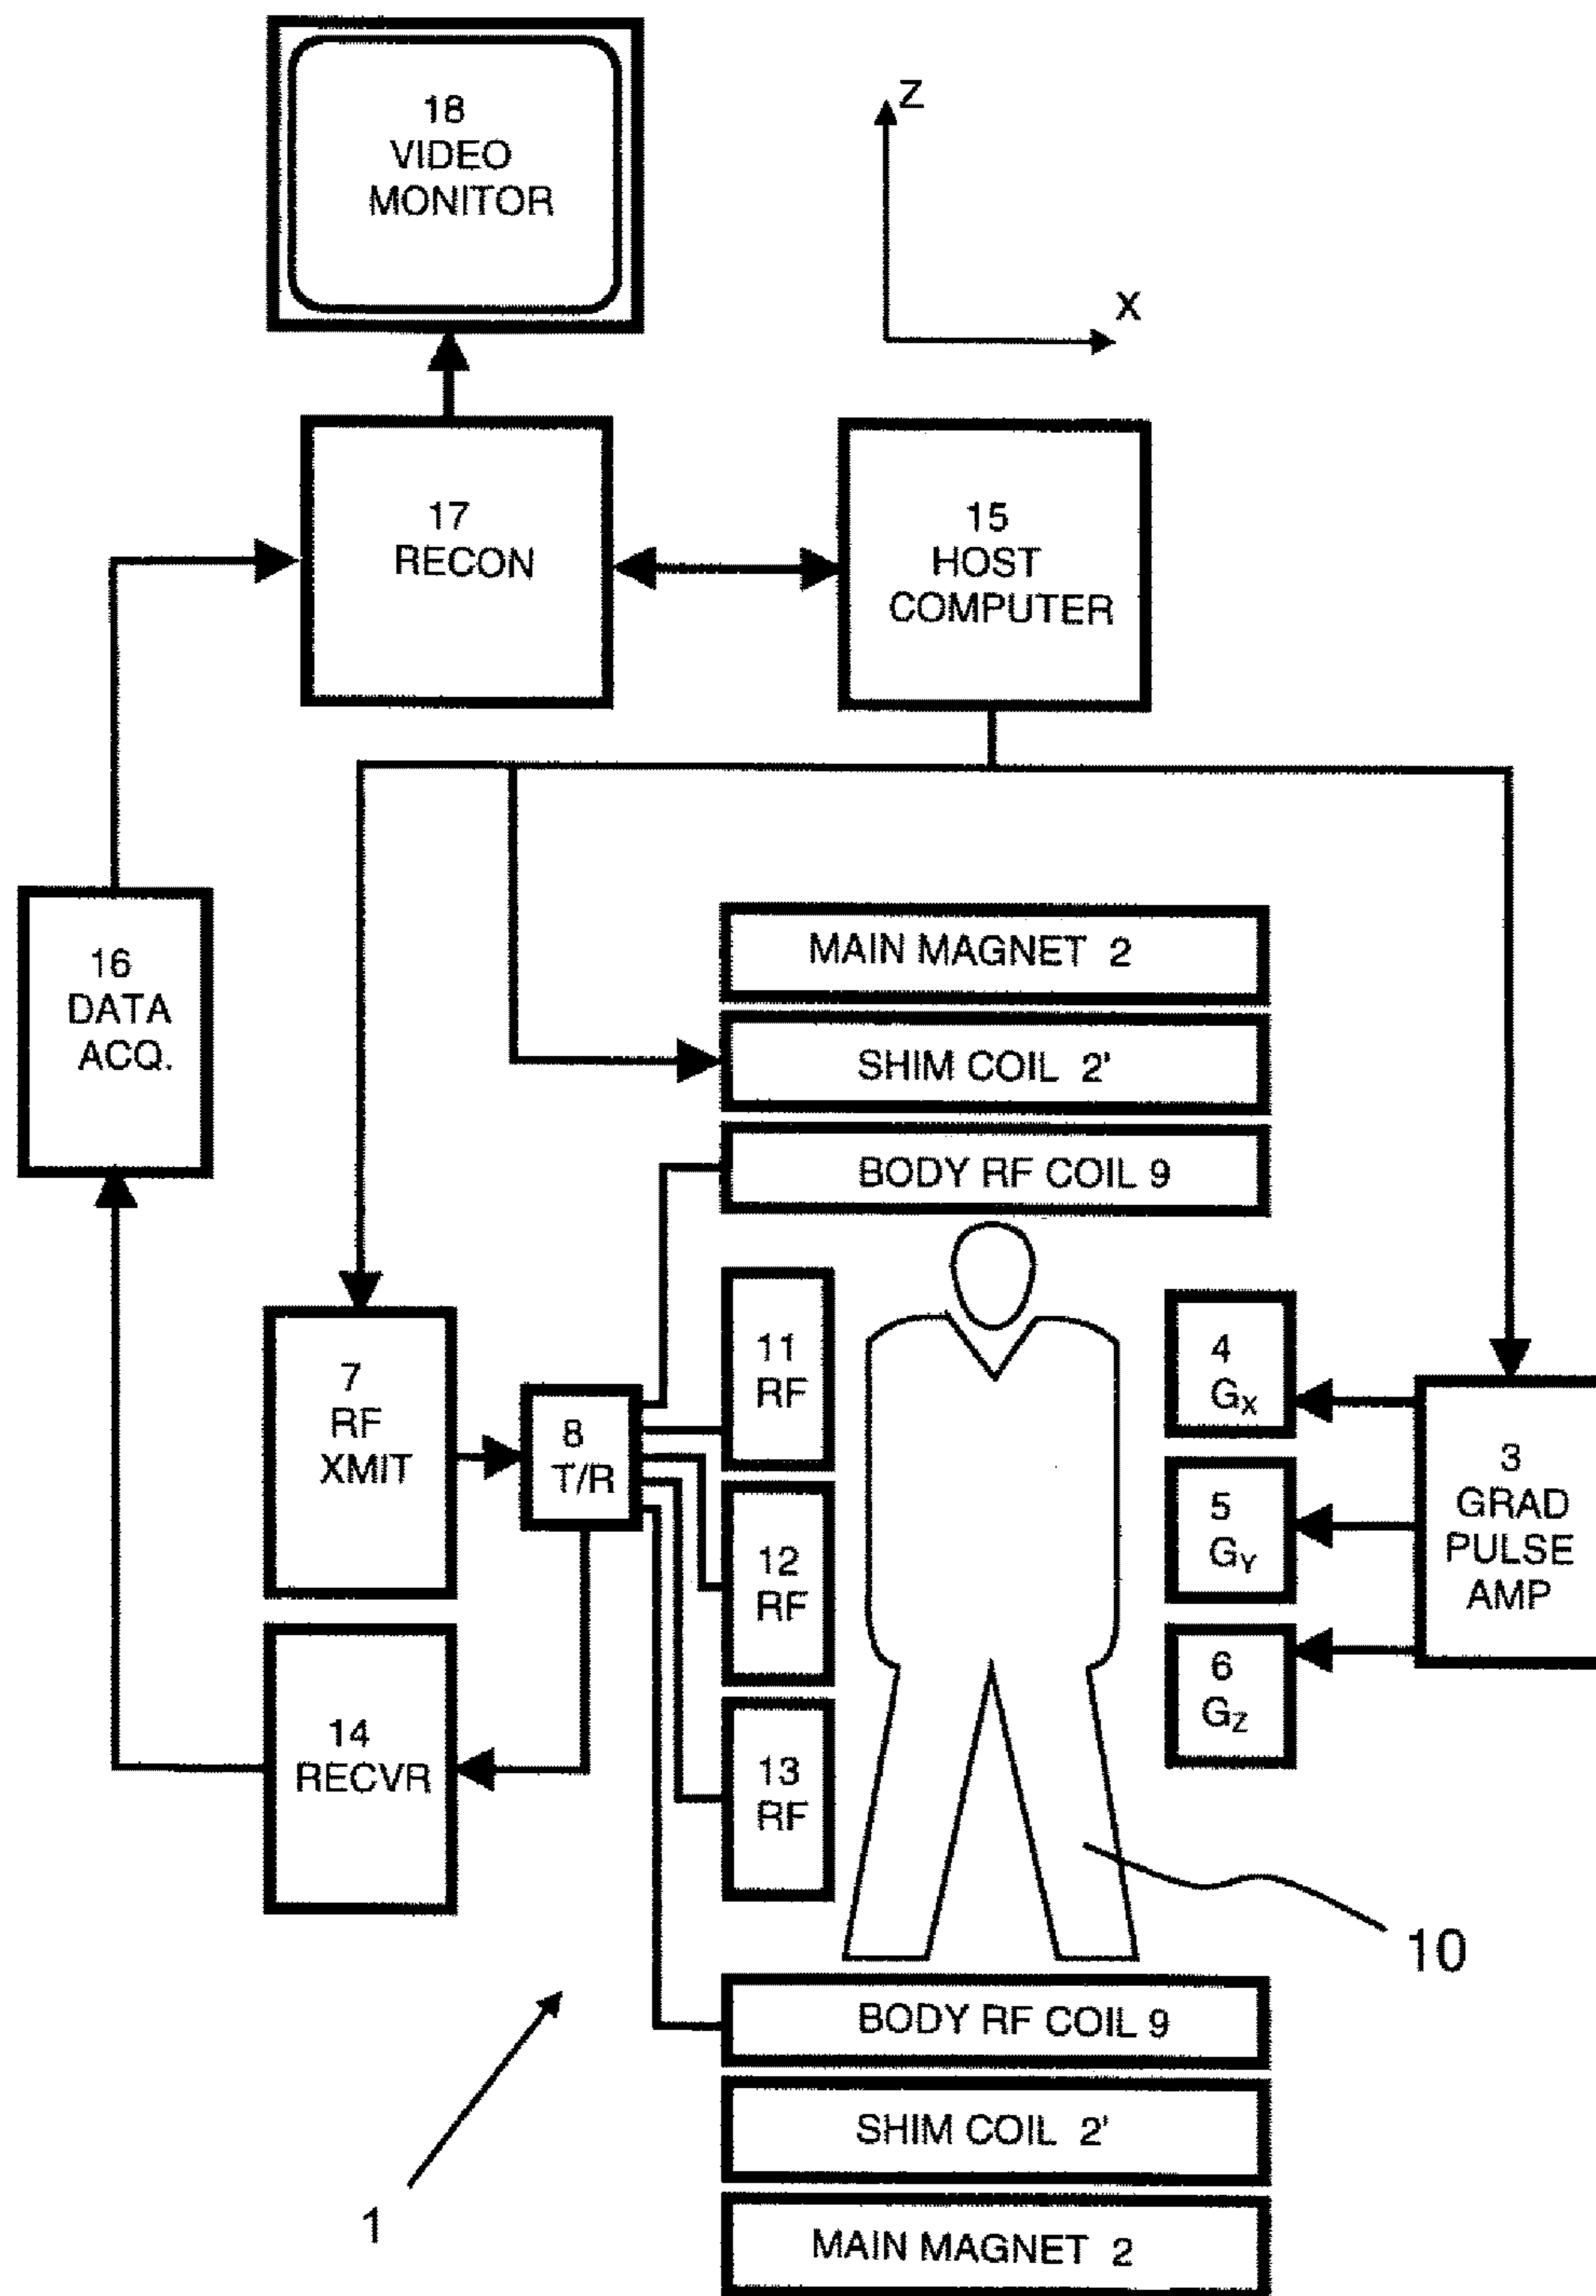 18
VIDEO
MONITOR
Z
X
17
RECON
15
HOST
COMPUTER
16
DATA
ACQ.
MAIN MAGNET 2
SHIM COIL 2'
BODY RF COIL 9
7
RF
XMIT
8
T/R
11
RF
12
RF
13
RF
4
GX
5
GY
6
GZ
3
GRAD
PULSE
AMP
14
RECVR
10
BODY RF COIL 9
SHIM COIL 2'
MAIN MAGNET 2
1